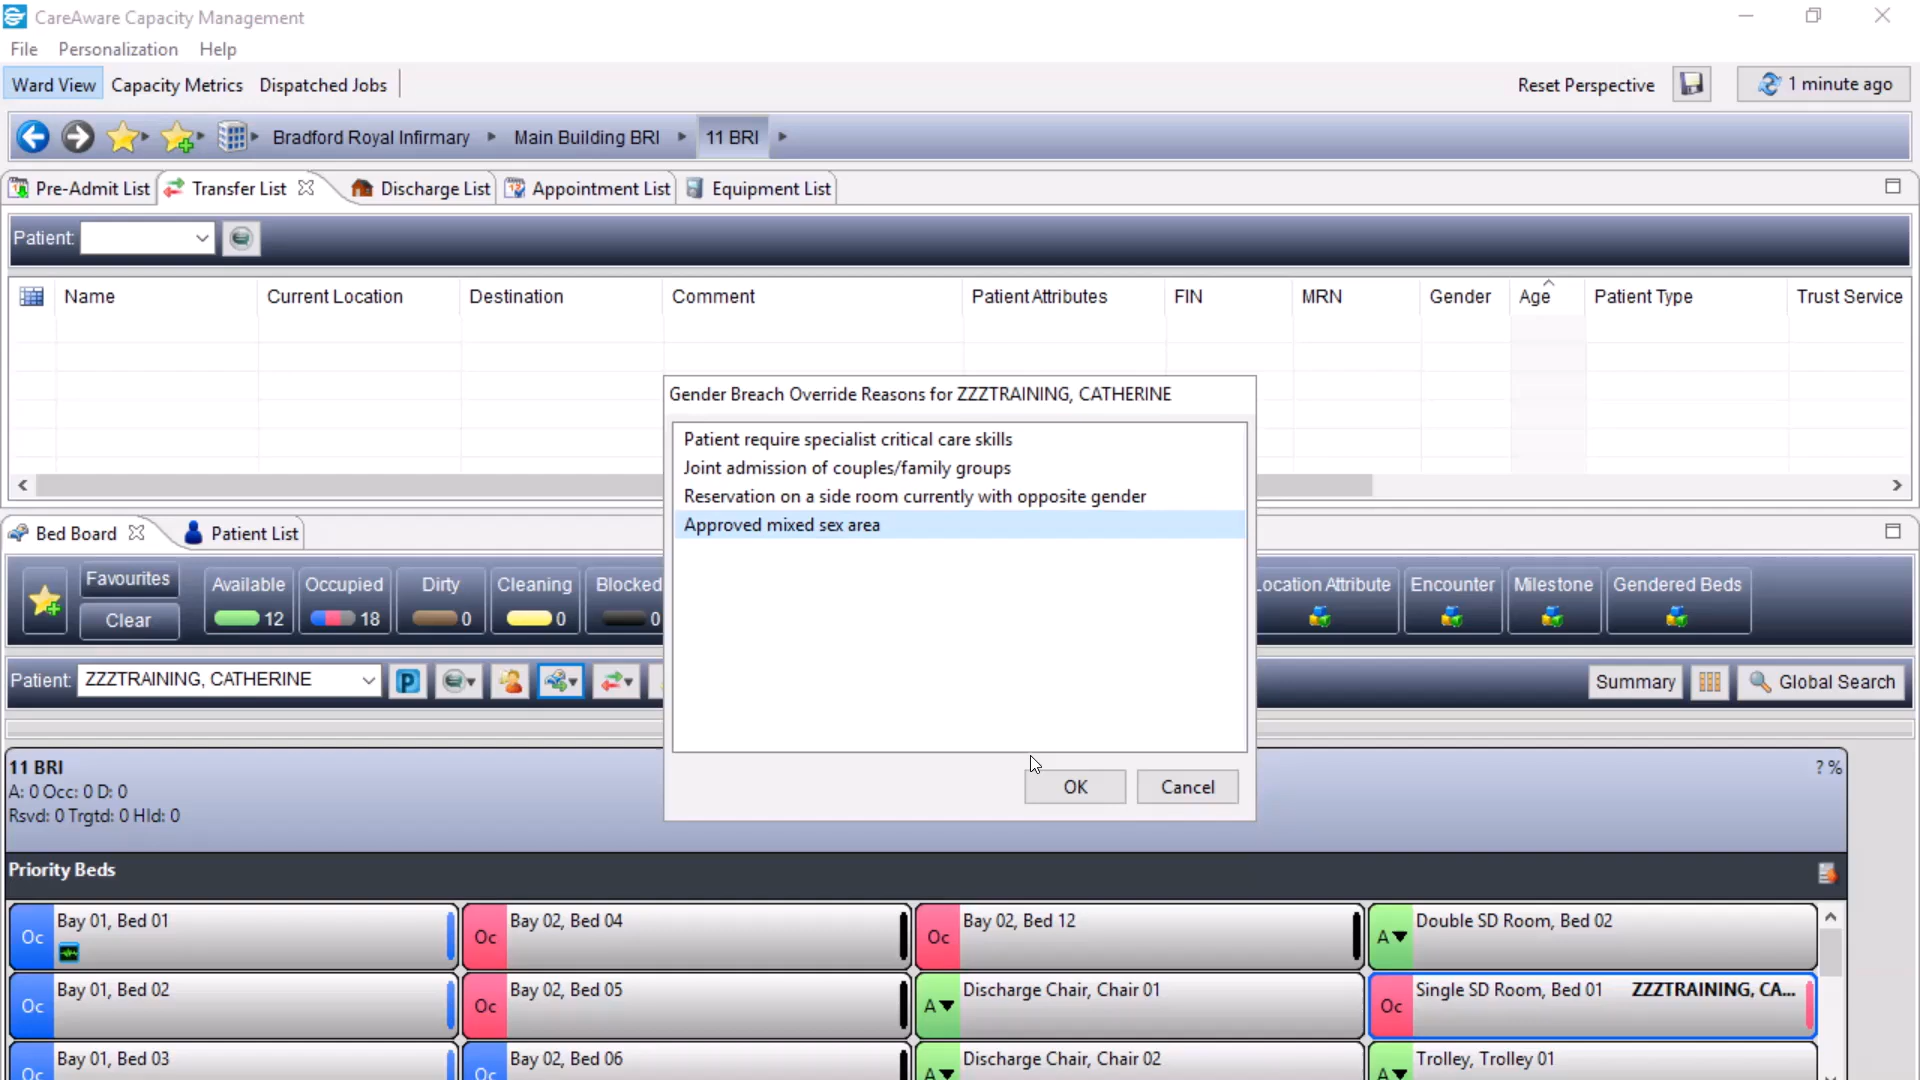 CareAware Capacity Management
File Personalization Help
Ward View Capacity Metrics Dispatched Jobs Reset Perspective 1 minute ago
Bradford Royal Infirmary Main Building BRI 11 BRI
Pre-Admit List Transfer List Discharge List Appointment List Equipment List
Patient:
Name Current Location Destination Comment Patient Attributes FIN MRN Gender Age Patient Type Trust Service
Gender Breach Override Reasons for ZZZTRAINING, CATHERINE
Patient require specialist critical care skills
Joint admission of couples/family groups
Reservation on a side room currently with opposite gender
Approved mixed sex area
OK Cancel
Bed Board Patient List
Favourites Available Occupied Dirty Cleaning Blocked Location Attribute Encounter Milestone Gendered Beds
Clear 12 18 0 0 0
Patient: ZZZTRAINING, CATHERINE P Summary Global Search
11 BRI ? %
A: 0 Occ: 0 D: 0
Rsvd: 0 Trgtd: 0 Hld: 0
Priority Beds
Oc Bay 01, Bed 01 Oc Bay 02, Bed 04 Oc Bay 02, Bed 12 A Double SD Room, Bed 02
Oc Bay 01, Bed 02 Oc Bay 02, Bed 05 A Discharge Chair, Chair 01 Oc Single SD Room, Bed 01 ZZZTRAINING, CA...
Oc Bay 01, Bed 03 Oc Bay 02, Bed 06 A Discharge Chair, Chair 02 A Trolley, Trolley 01